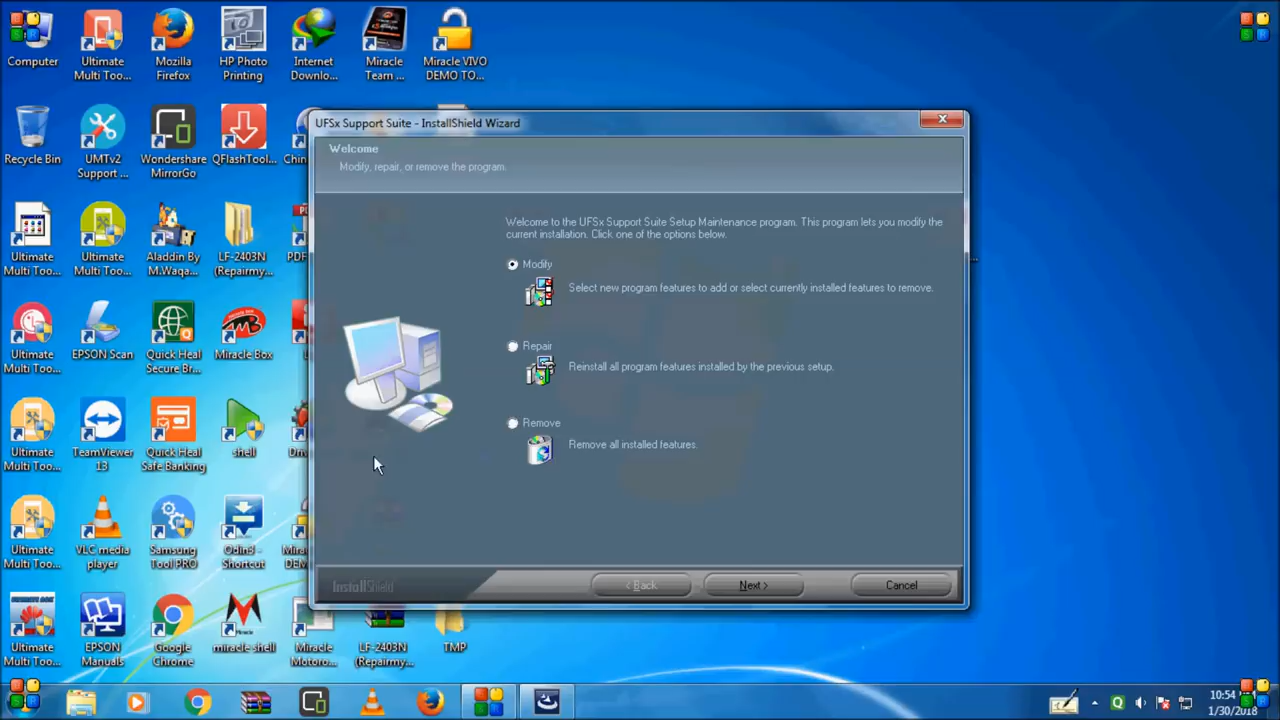 Computer
Ultimate
Multi Too...
Mozilla
Firefox
HP Photo
Printing
Internet
Downlo...
Miracle
Team ...
Miracle VIVO
DEMO TO...
Recycle Bin
UMTv2
Support ...
Wondershare
MirrorGo
QFlashTool...
Chin
Ultimate
Multi Too...
Ultimate
Multi Too...
Aladdin By
M.Waqa...
LF-2403N
(Repairmy...
PDF
Ultimate
Multi Too...
EPSON Scan
Quick Heal
Secure Br...
Miracle Box
Ultimate
Multi Too...
TeamViewer
13
Quick Heal
Safe Banking
shell
Ultimate
Multi Too...
VLC media
player
Samsung
Tool PRO
Odin3 -
Shortcut
Mira
DEM
Ultimate
Multi Too...
EPSON
Manuals
Google
Chrome
miracle shell
Miracle
Motoro...
LF-2403N
(Repairmy...
TMP
UFSx Support Suite - InstallShield Wizard
Welcome
Modify, repair, or remove the program.
Welcome to the UFSx Support Suite Setup Maintenance program. This program lets you modify the
current installation. Click one of the options below.
Modify
Select new program features to add or select currently installed features to remove.
Repair
Reinstall all program features installed by the previous setup.
Remove
Remove all installed features.
InstallShield
< Back
Next >
Cancel
10:54
1/30/2018